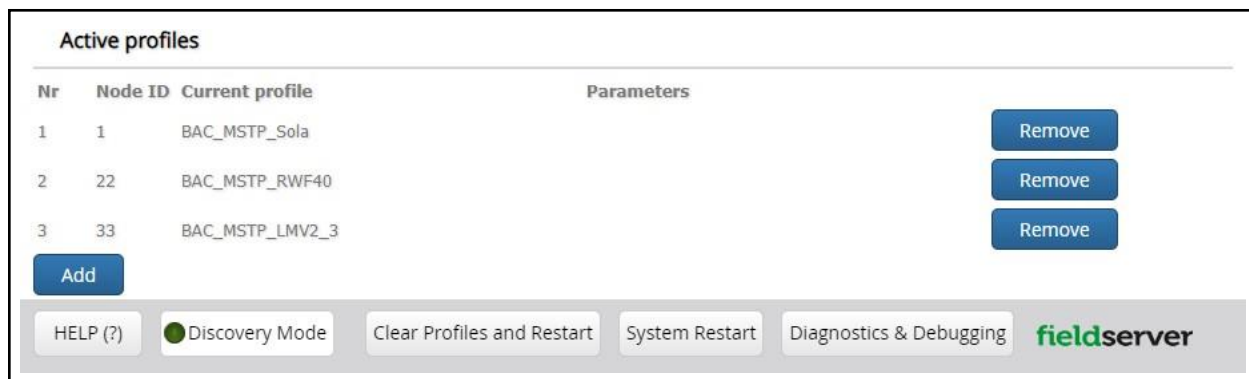 Active profiles
Nr Node ID Current profile Parameters
1 1 BAC_MSTP_Sola Remove
2 22 BAC_MSTP_RWF40 Remove
3 33 BAC_MSTP_LMV2_3 Remove
Add
HELP (?) Discovery Mode Clear Profiles and Restart System Restart Diagnostics & Debugging fieldserver